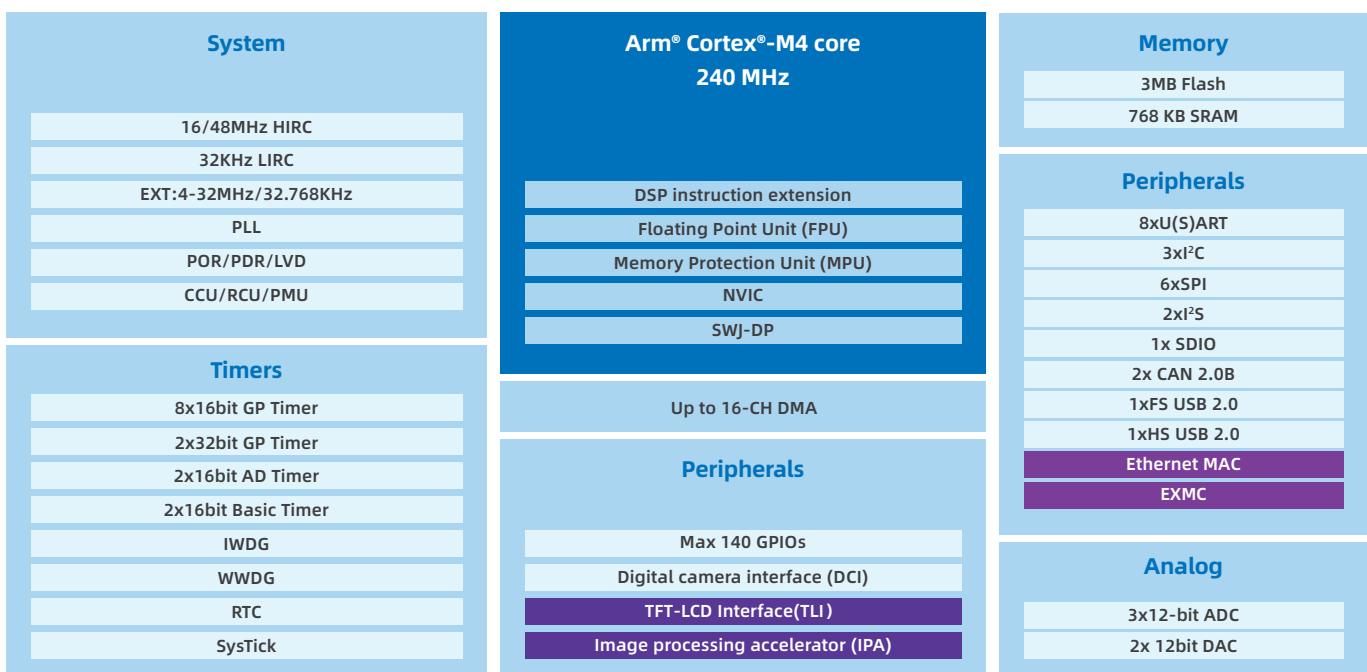 System
16/48MHz HIRC
32KHz LIRC
EXT:4-32MHz/32.768KHz
PLL
POR/PDR/LVD
CCU/RCU/PMU
Timers
8x16bit GP Timer
2x32bit GP Timer
2x16bit AD Timer
2x16bit Basic Timer
IWDG
WWDG
RTC
SysTick
Arm® Cortex®-M4 core
240 MHz
DSP instruction extension
Floating Point Unit (FPU)
Memory Protection Unit (MPU)
NVIC
SWJ-DP
Up to 16-CH DMA
Peripherals
Max 140 GPIOs
Digital camera interface (DCI)
TFT-LCD Interface(TLI)
Image processing accelerator (IPA)
Memory
3MB Flash
768 KB SRAM
Peripherals
8xU(S)ART
3xI²C
6xSPI
2xI²S
1x SDIO
2x CAN 2.0B
1xFS USB 2.0
1xHS USB 2.0
Ethernet MAC
EXMC
Analog
3x12-bit ADC
2x 12bit DAC